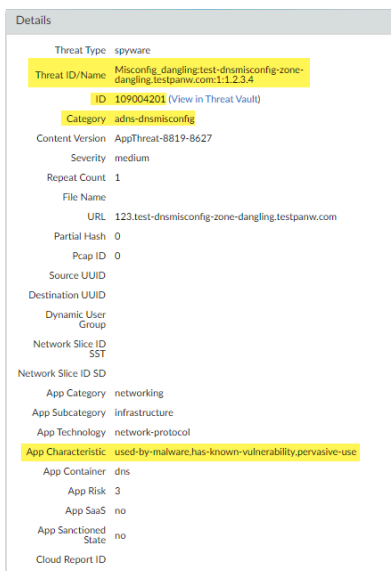 Details
Threat Type spyware
Threat ID/Name Misconfig_dangling:test-dnsmisconfig-zone-
dangling.testpanw.com:1:1.2.3.4
ID 109004201 (View in Threat Vault)
Category adns-dnsmisconfig
Content Version AppThreat-8819-8627
Severity medium
Repeat Count 1
File Name
URL 123.test-dnsmisconfig-zone-dangling.testpanw.com
Partial Hash 0
Pcap ID 0
Source UUID
Destination UUID
Dynamic User
Group
Network Slice ID
SST
Network Slice ID SD
App Category networking
App Subcategory infrastructure
App Technology network-protocol
App Characteristic used-by-malware,has-known-vulnerability,pervasive-use
App Container dns
App Risk 3
App SaaS no
App Sanctioned
State no
Cloud Report ID